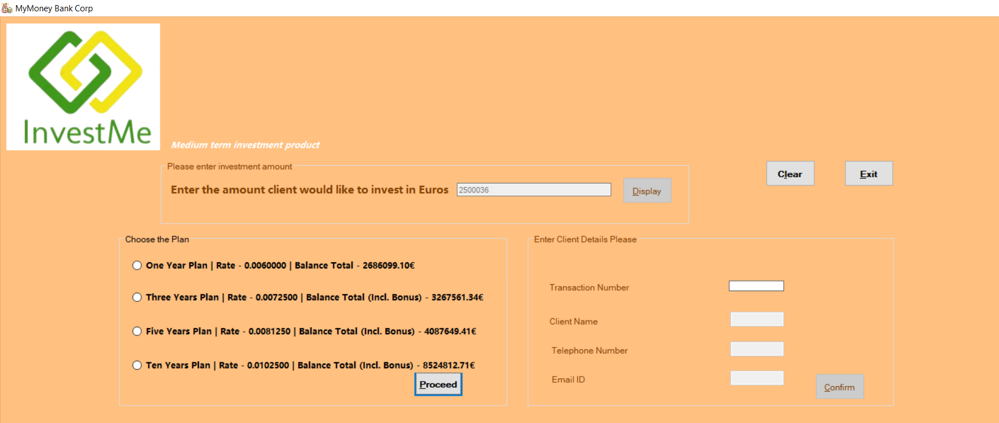 MyMoney Bank Corp
InvestMe
Medium term investment product
Please enter investment amount
Enter the amount client would like to invest in Euros 2500036 Display
Clear Exit
Choose the Plan
One Year Plan | Rate - 0.0060000 | Balance Total - 2686099.10€
Three Years Plan | Rate - 0.0072500 | Balance Total (Incl. Bonus) - 3267561.34€
Five Years Plan | Rate - 0.0081250 | Balance Total (Incl. Bonus) - 4087649.41€
Ten Years Plan | Rate - 0.0102500 | Balance Total (Incl. Bonus) - 8524812.71€
Proceed
Enter Client Details Please
Transaction Number
Client Name
Telephone Number
Email ID
Confirm